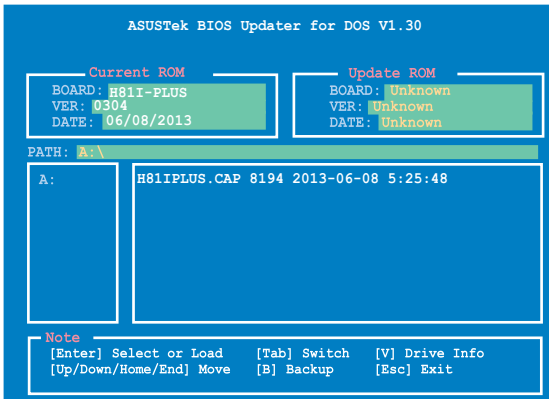 ASUSTek BIOS Updater for DOS V1.30
Current ROM
BOARD: H81I-PLUS
VER: 0304
DATE: 06/08/2013
Update ROM
BOARD: Unknown
VER: Unknown
DATE: Unknown
PATH: A:\
A:
H81IPLUS.CAP 8194 2013-06-08 5:25:48
Note
[Enter] Select or Load [Tab] Switch [V] Drive Info
[Up/Down/Home/End] Move [B] Backup [Esc] Exit